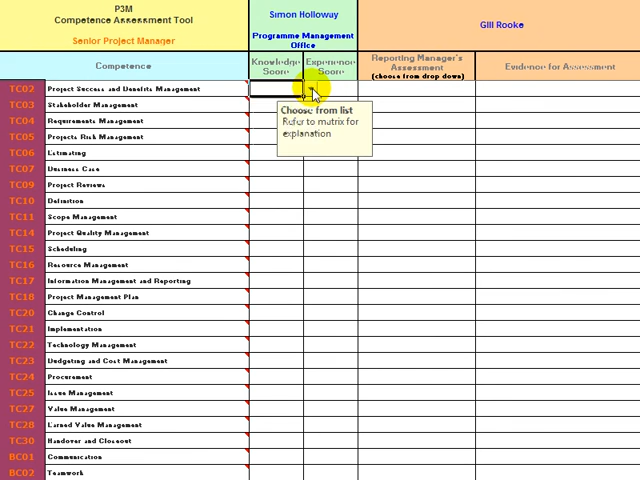 P3M
Competence Assessment Tool
Senior Project Manager
Simon Holloway
Programme Management
Office
Gill Rooke
Competence
Knowledge
Score
Experience
Score
Reporting Manager's
Assessment
(choose from drop down)
Evidence for Assessment
TC02 Project Success and Benefits Management
TC03 Stakeholder Management
TC04 Requirements Management
TC05 Projects Risk Management
TC06 Estimating
TC07 Business Case
TC09 Project Reviews
TC10 Definition
TC11 Scope Management
TC14 Project Quality Management
TC15 Scheduling
TC16 Resource Management
TC17 Information Management and Reporting
TC18 Project Management Plan
TC20 Change Control
TC21 Implementation
TC22 Technology Management
TC23 Budgeting and Cost Management
TC24 Procurement
TC25 Issue Management
TC27 Value Management
TC28 Earned Value Management
TC30 Handover and Closeout
BC01 Communication
BC02 Teamwork
Choose from list
Refer to matrix for
explanation